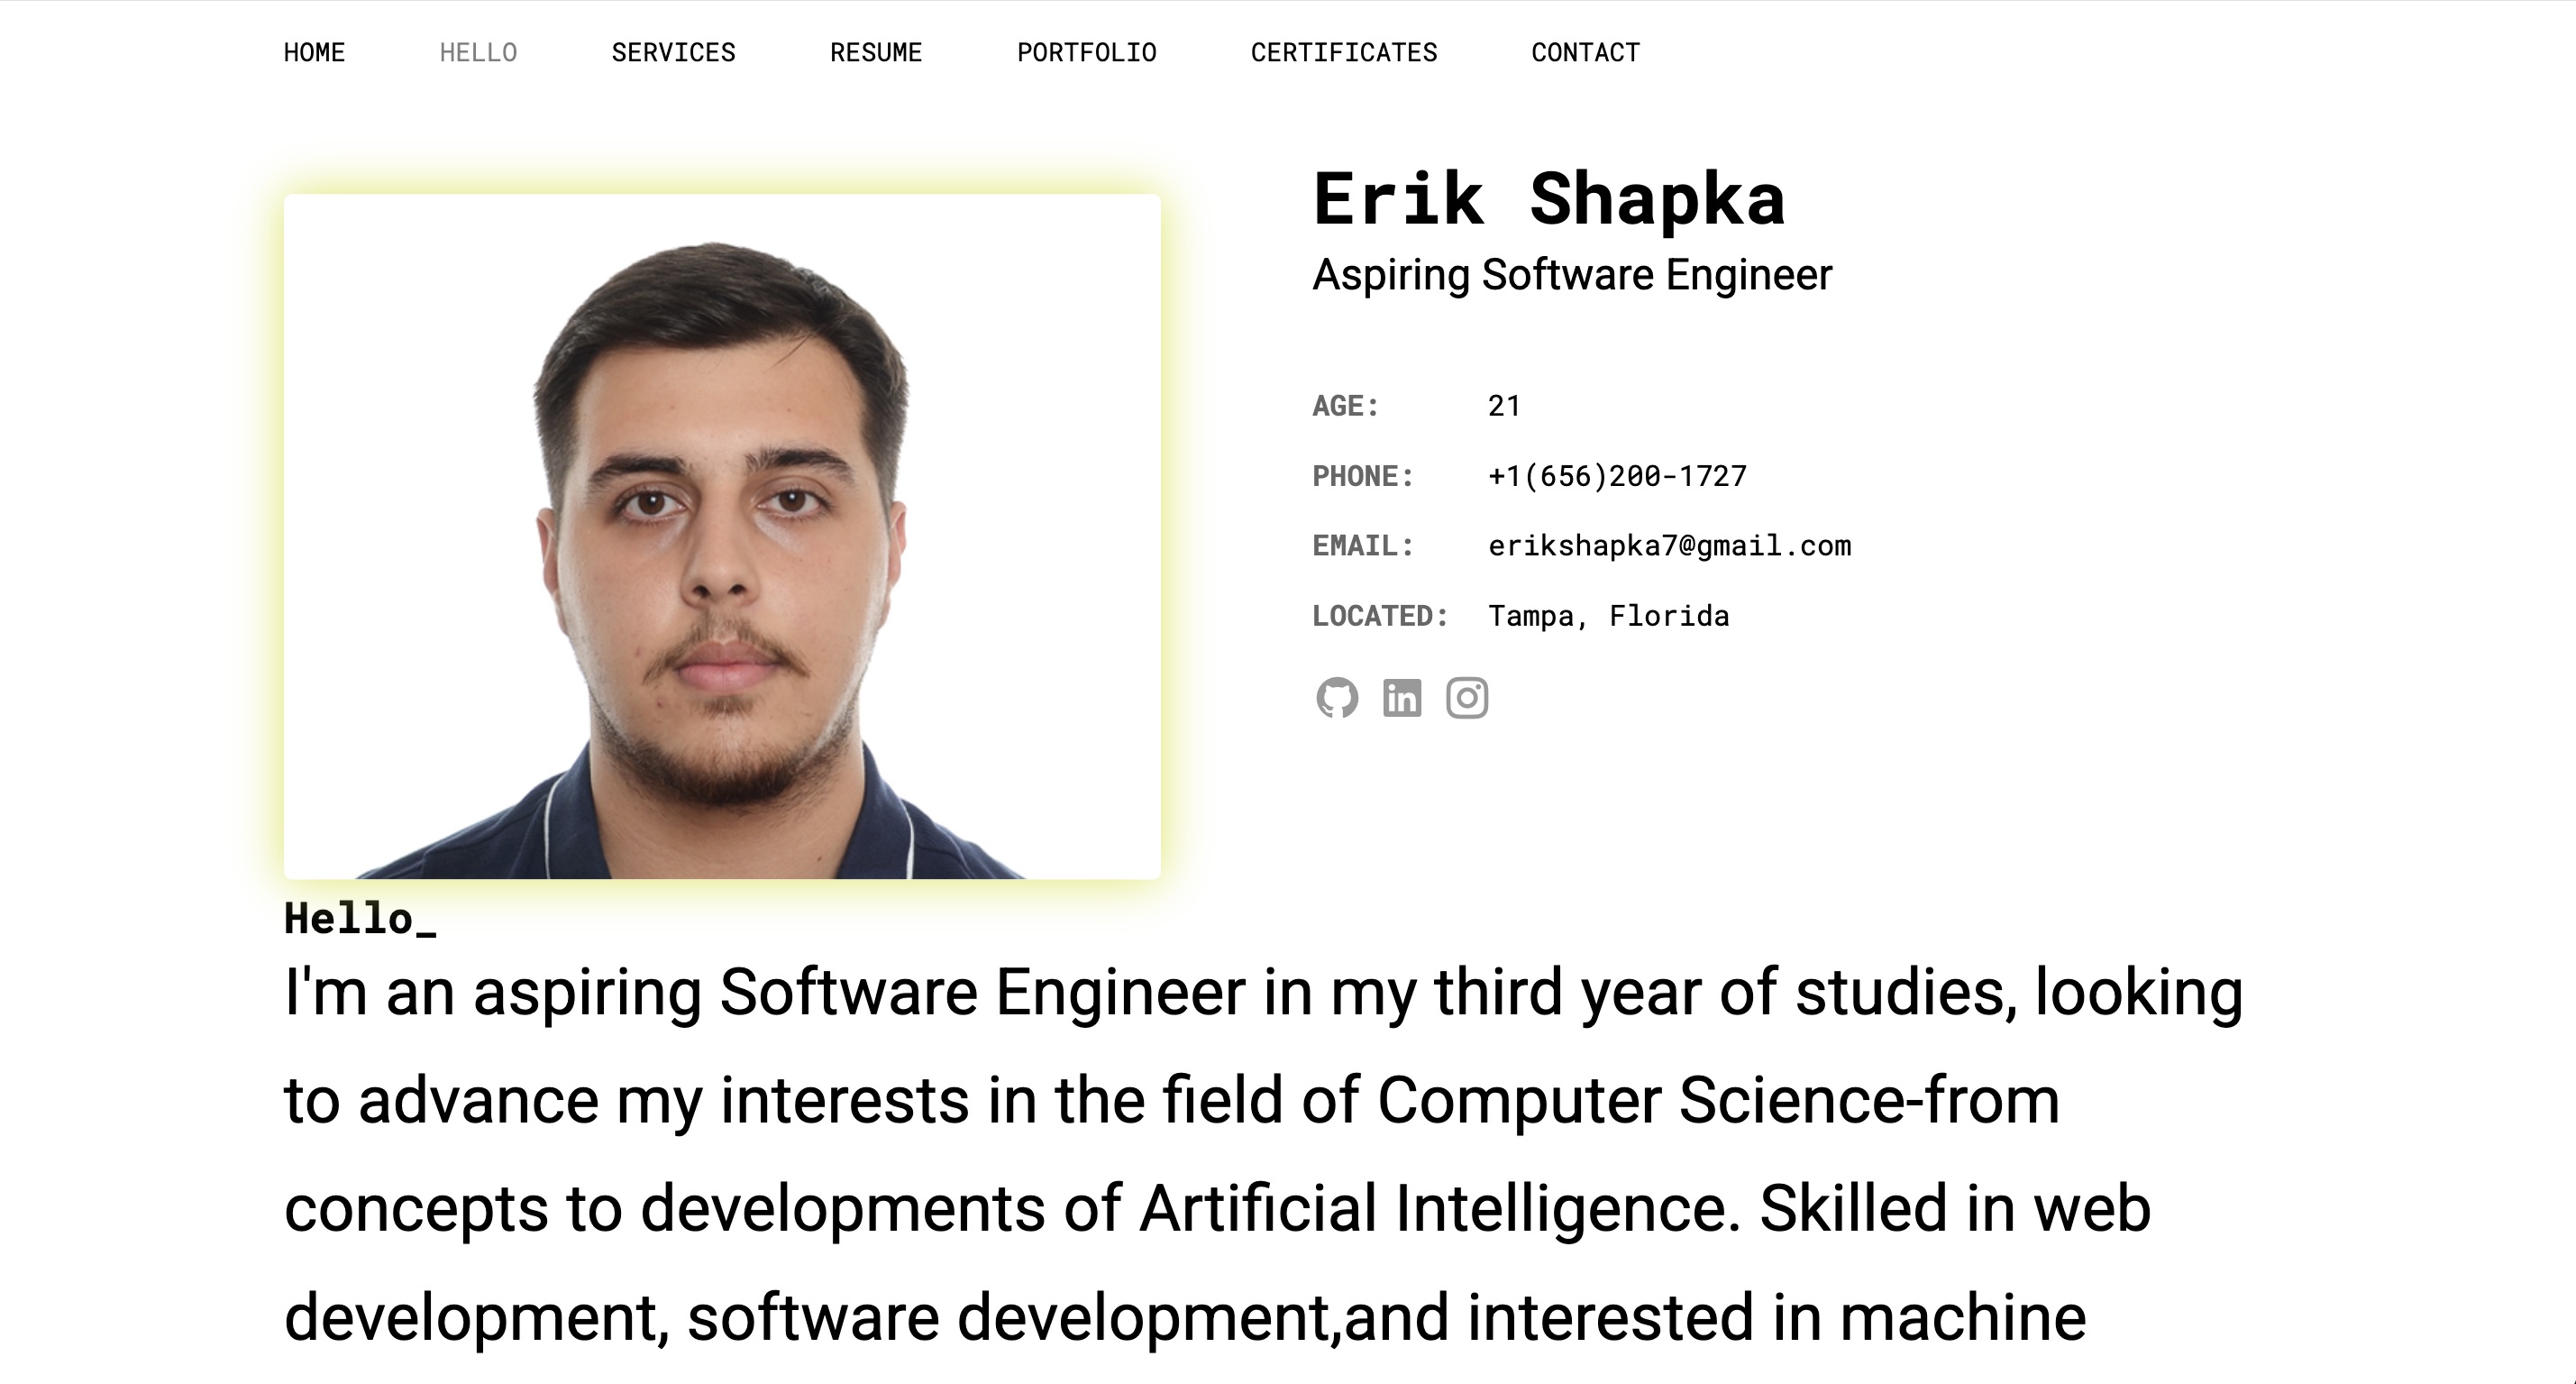 HOME HELLO SERVICES RESUME PORTFOLIO CERTIFICATES CONTACT
Erik Shapka
Aspiring Software Engineer
AGE: 21
PHONE: +1(656)200-1727
EMAIL: erikshapka7@gmail.com
LOCATED: Tampa, Florida
in
Hello_
I'm an aspiring Software Engineer in my third year of studies, looking
to advance my interests in the field of Computer Science-from
concepts to developments of Artificial Intelligence. Skilled in web
development, software development,and interested in machine